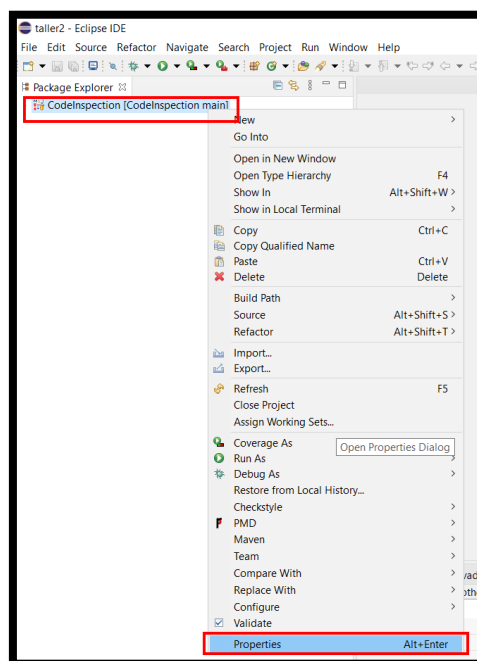 taller2 - Eclipse IDE
File Edit Source Refactor Navigate Search Project Run Window Help
Package Explorer
CodeInspection [CodeInspection main]
New
Go Into
Open in New Window
Open Type Hierarchy F4
Show In Alt+Shift+W >
Show in Local Terminal >
Copy Ctrl+C
Copy Qualified Name
Paste Ctrl+V
Delete Delete
Build Path >
Source Alt+Shift+S >
Refactor Alt+Shift+T >
Import...
Export...
Refresh F5
Close Project
Assign Working Sets...
Coverage As
Open Properties Dialog
Run As >
Debug As >
Restore from Local History...
Checkstyle >
PMD >
Maven >
Team >
Compare With >
Replace With >
Configure >
Validate
Properties Alt+Enter